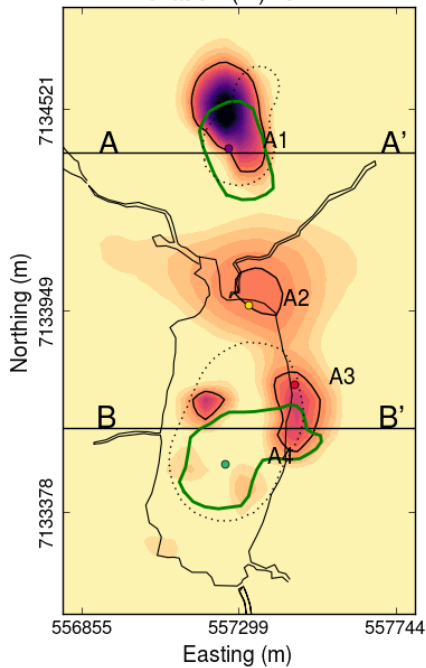 7134521
A
A1
A'
A2
7133949
A3
B
B'
A4
7133378
Northing (m)
556855
557299
557744
Easting (m)